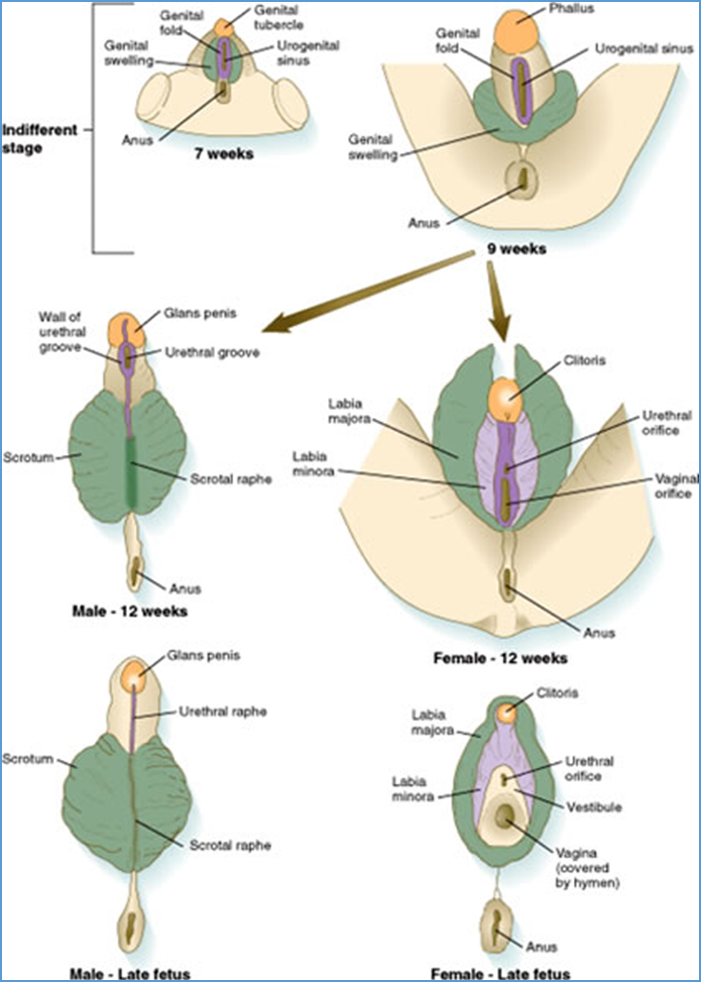 Genital
tubercle
Genital
fold
Genital
swelling
Urogenital
sinus
Anus
7 weeks
Indifferent
stage
Phallus
Genital
fold
Urogenital sinus
Genital
swelling
Anus
9 weeks
Wall of
urethral
groove
Glans penis
Urethral groove
Scrotum
Scrotal raphe
Anus
Male - 12 weeks
Clitoris
Labia
majora
Urethral
orifice
Labia
minora
Vaginal
orifice
Anus
Female - 12 weeks
Glans penis
Urethral raphe
Scrotum
Scrotal raphe
Male - Late fetus
Clitoris
Labia
majora
Urethral
orifice
Labia
minora
Vestibule
Vagina
(covered
by hymen)
Anus
Female - Late fetus